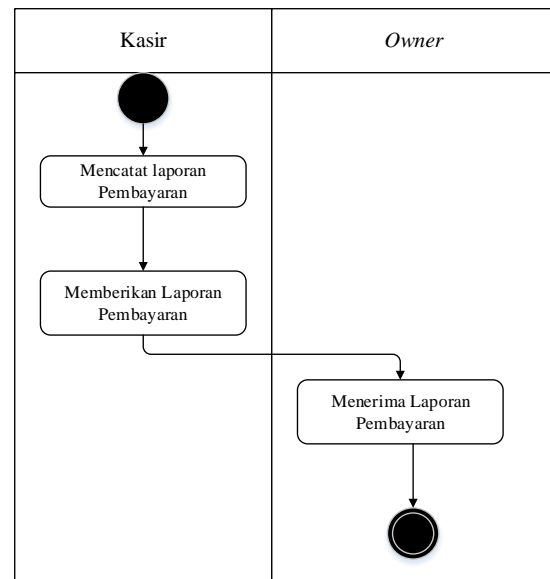 Kasir
Owner
Mencatat laporan
Pembayaran
Memberikan Laporan
Pembayaran
Menerima Laporan
Pembayaran